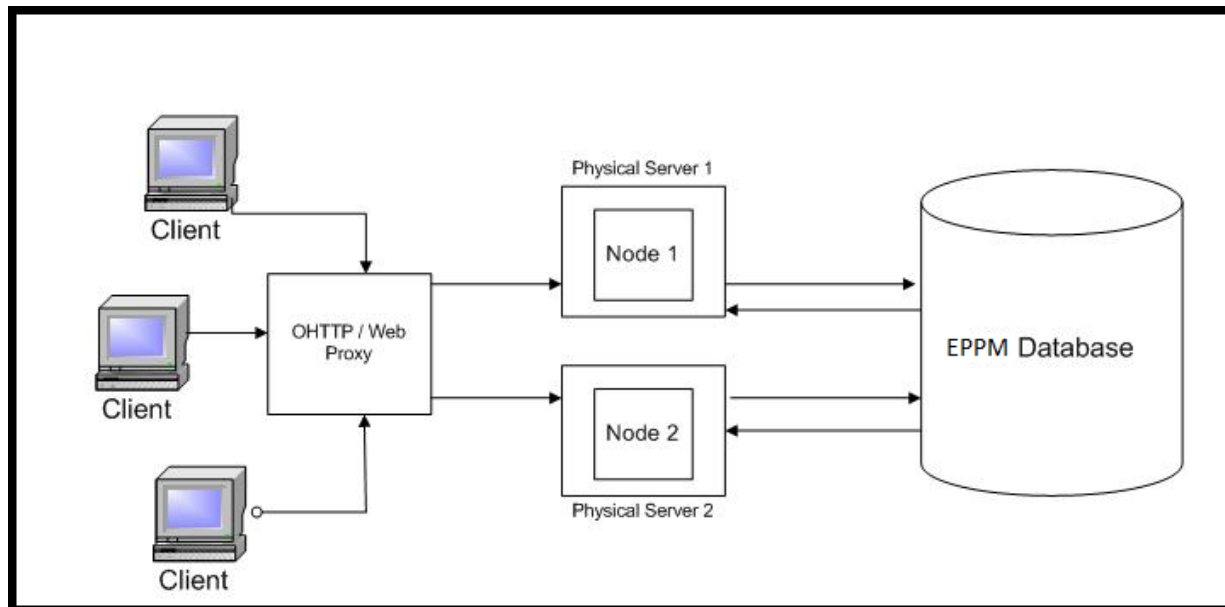 Client
Client
Client
OHTTP / Web
Proxy
Physical Server 1
Node 1
Node 2
Physical Server 2
EPPM Database